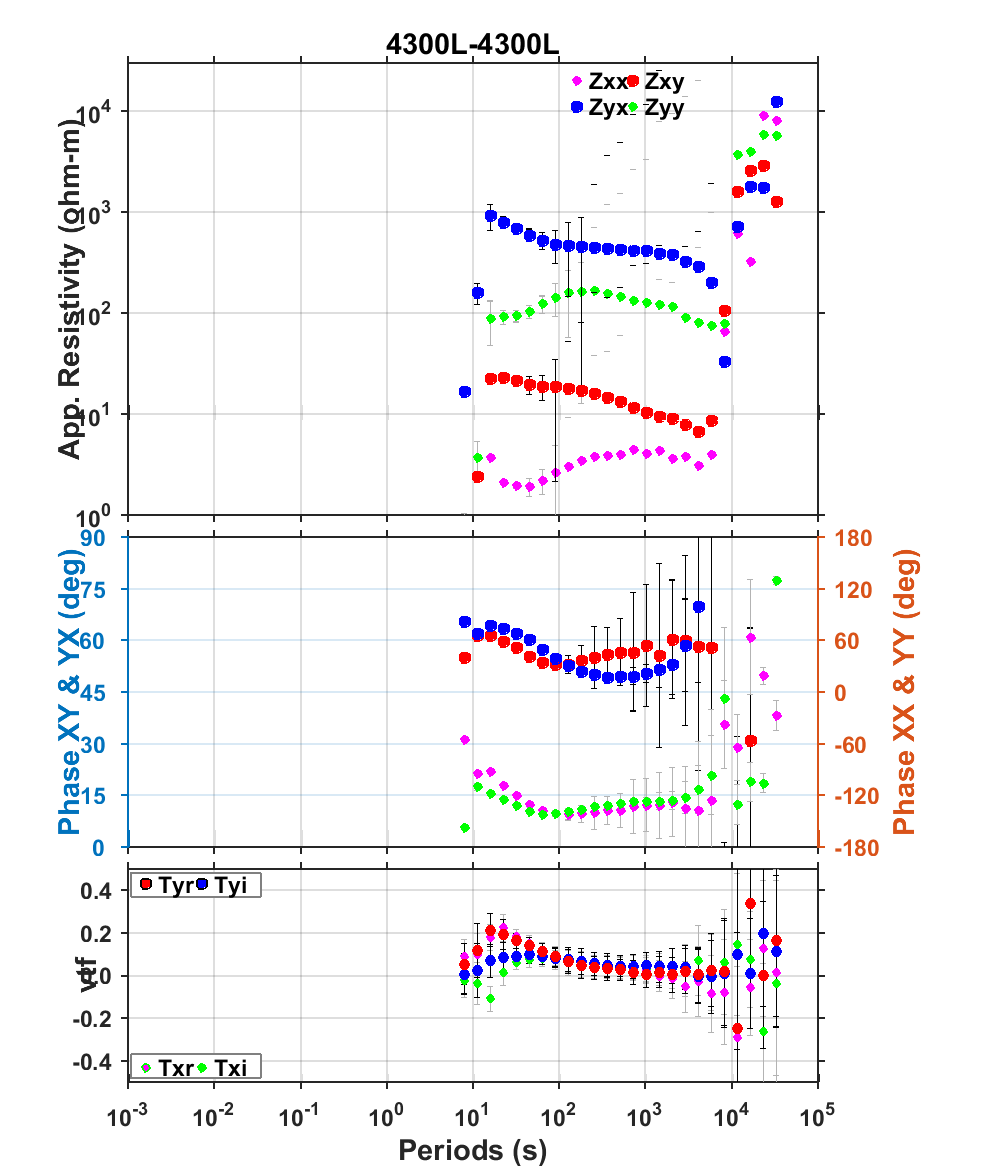 4300L-4300L
Zxx Zxy
Zyx Zyy
10^4
10^3
10^2
10^1
10^0
App. Resistivity (ohm-m)
90 180
75 120
60 60
45 0
30 -60
15 -120
0 -180
Phase XY & YX (deg)
Phase XX & YY (deg)
Tyr Tyi
0.4
0.2
0.0
-0.2
-0.4
vtf
Txr Txi
10^-3 10^-2 10^-1 10^0 10^1 10^2 10^3 10^4 10^5
Periods (s)